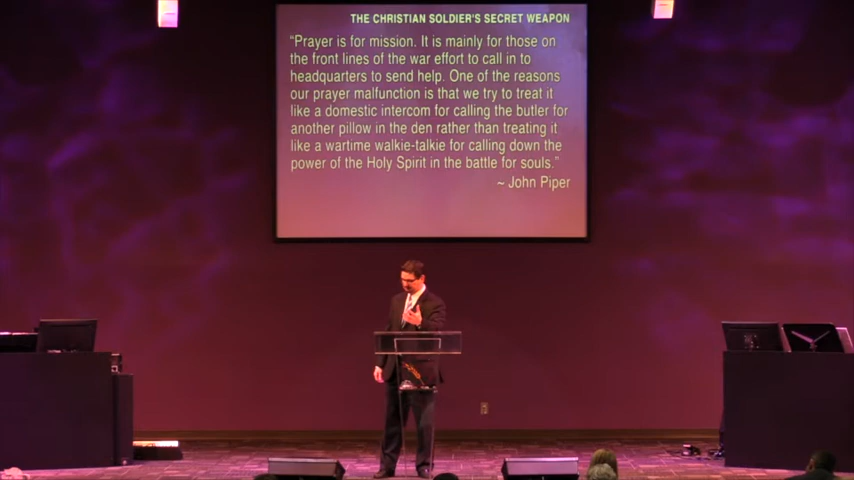 THE CHRISTIAN SOLDIER'S SECRET WEAPON
“Prayer is for mission. It is mainly for those on
the front lines of the war effort to call in to
headquarters to send help. One of the reasons
our prayer malfunction is that we try to treat it
like a domestic intercom for calling the butler for
another pillow in the den rather than treating it
like a wartime walkie-talkie for calling down the
power of the Holy Spirit in the battle for souls.”
~ John Piper